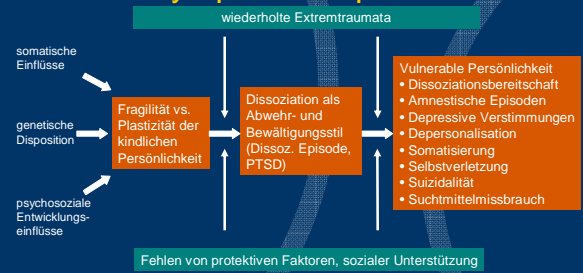 wiederholte Extremtraumata
somatische
Einflüsse
genetische
Disposition
psychosoziale
Entwicklungs-
einflüsse
Fragilität vs.
Plastizität der
kindlichen
Persönlichkeit
Dissoziation als
Abwehr- und
Bewältigungsstil
(Dissoz. Episode,
PTSD)
Vulnerable Persönlichkeit
• Dissoziationsbereitschaft
• Amnestische Episoden
• Depressive Verstimmungen
• Depersonalisation
• Somatisierung
• Selbstverletzung
• Suizidalität
• Suchtmittelmissbrauch
Fehlen von protektiven Faktoren, sozialer Unterstützung